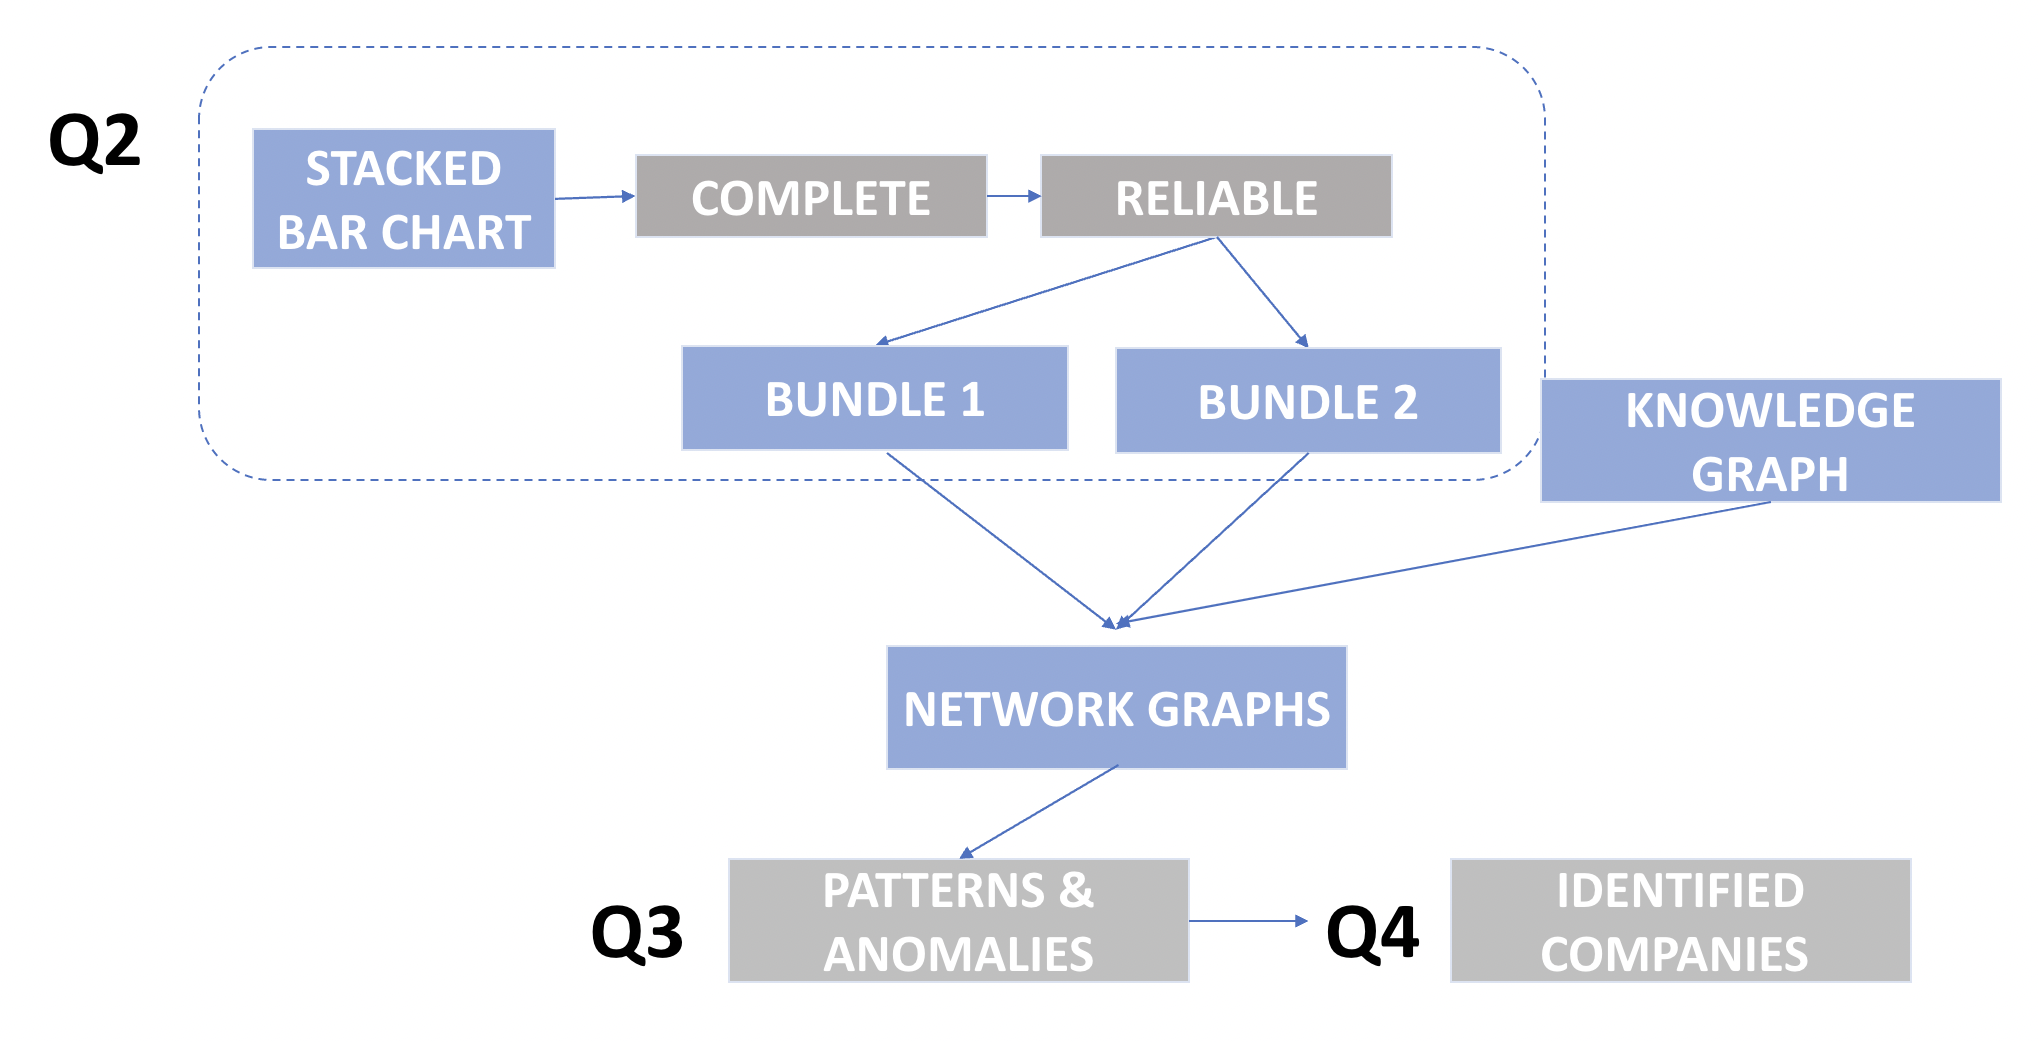 Q2
STACKED
BAR CHART
COMPLETE
RELIABLE
BUNDLE 1
BUNDLE 2
KNOWLEDGE
GRAPH
NETWORK GRAPHS
Q3
PATTERNS &
ANOMALIES
Q4
IDENTIFIED
COMPANIES